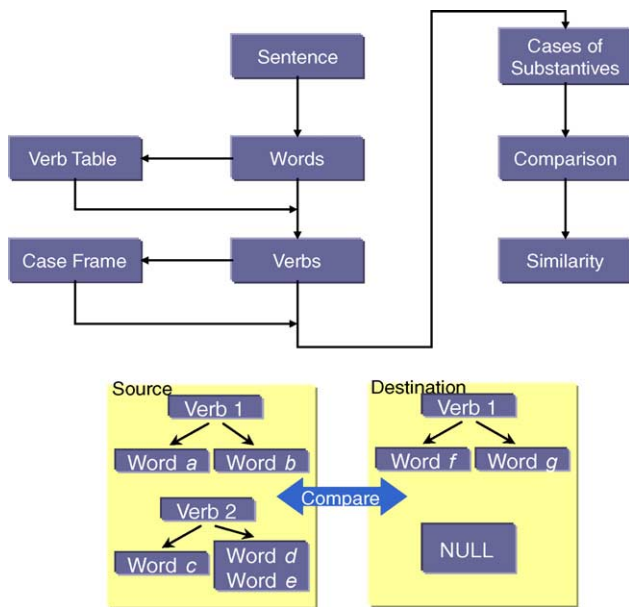 Sentence
Cases of
Substantives
Verb Table
Words
Comparison
Case Frame
Verbs
Similarity
Source
Verb 1
Word a
Word b
Verb 2
Word c
Word d
Word e
Compare
Destination
Verb 1
Word f
Word g
NULL